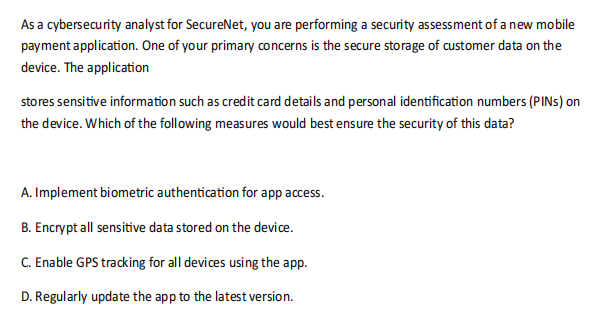 As a cybersecurity analyst for SecureNet, you are performing a security assessment of a new mobile
payment application. One of your primary concerns is the secure storage of customer data on the
device. The application
stores sensitive information such as credit card details and personal identification numbers (PINs) on
the device. Which of the following measures would best ensure the security of this data?
A. Implement biometric authentication for app access.
B. Encrypt all sensitive data stored on the device.
C. Enable GPS tracking for all devices using the app.
D. Regularly update the app to the latest version.